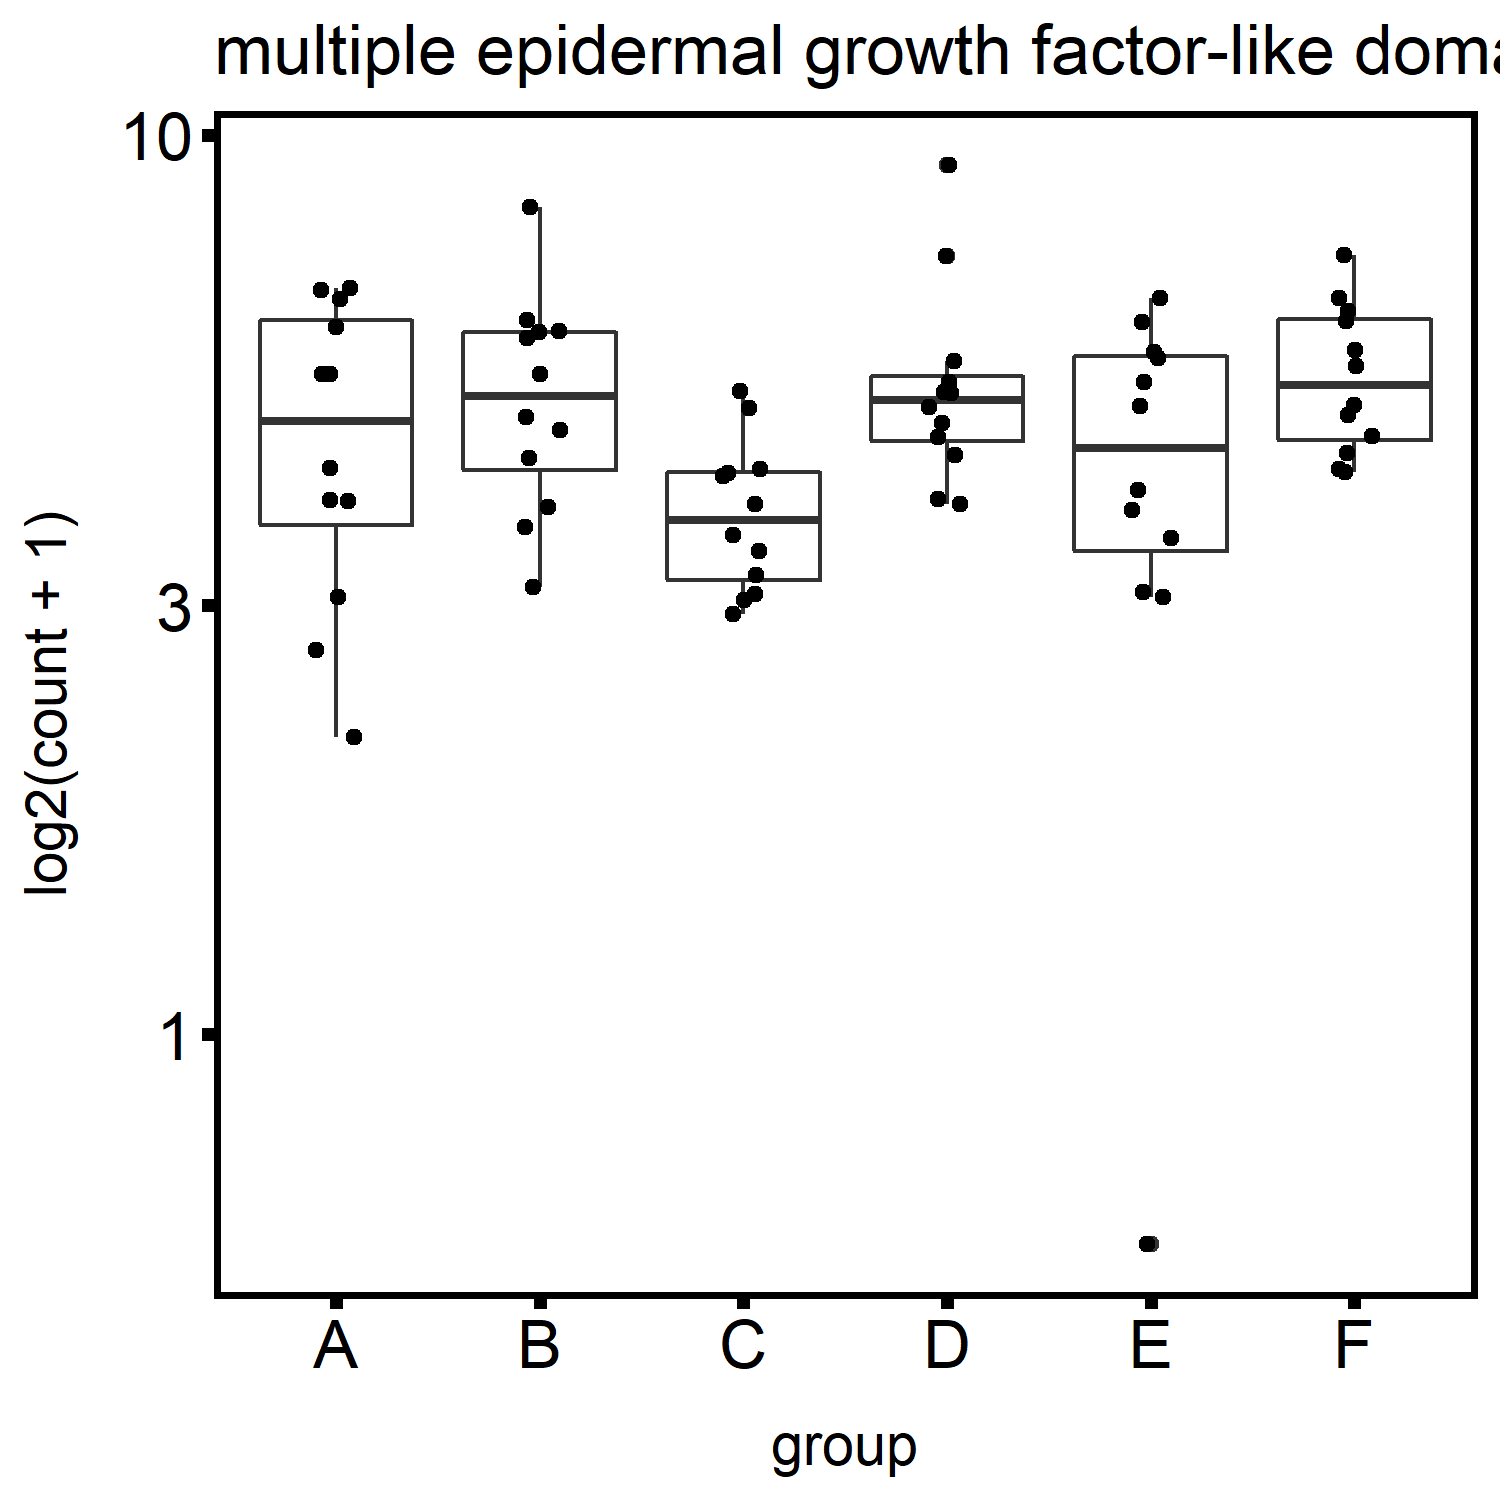 multiple epidermal growth factor-like doma
10
3
1
log2(count + 1)
A B C D E F
group